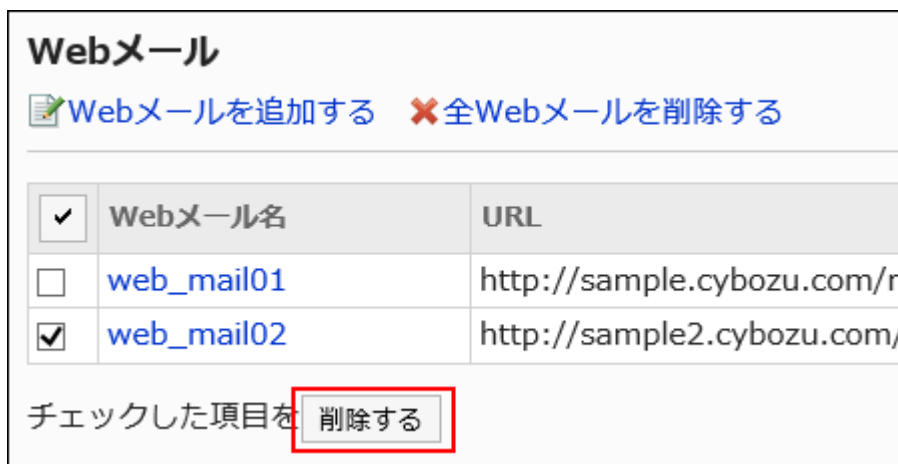 Webメール
Webメールを追加する 全Webメールを削除する
Webメール名 URL
web_mail01 http://sample.cybozu.com/
web_mail02 http://sample2.cybozu.com/
チェックした項目を 削除する